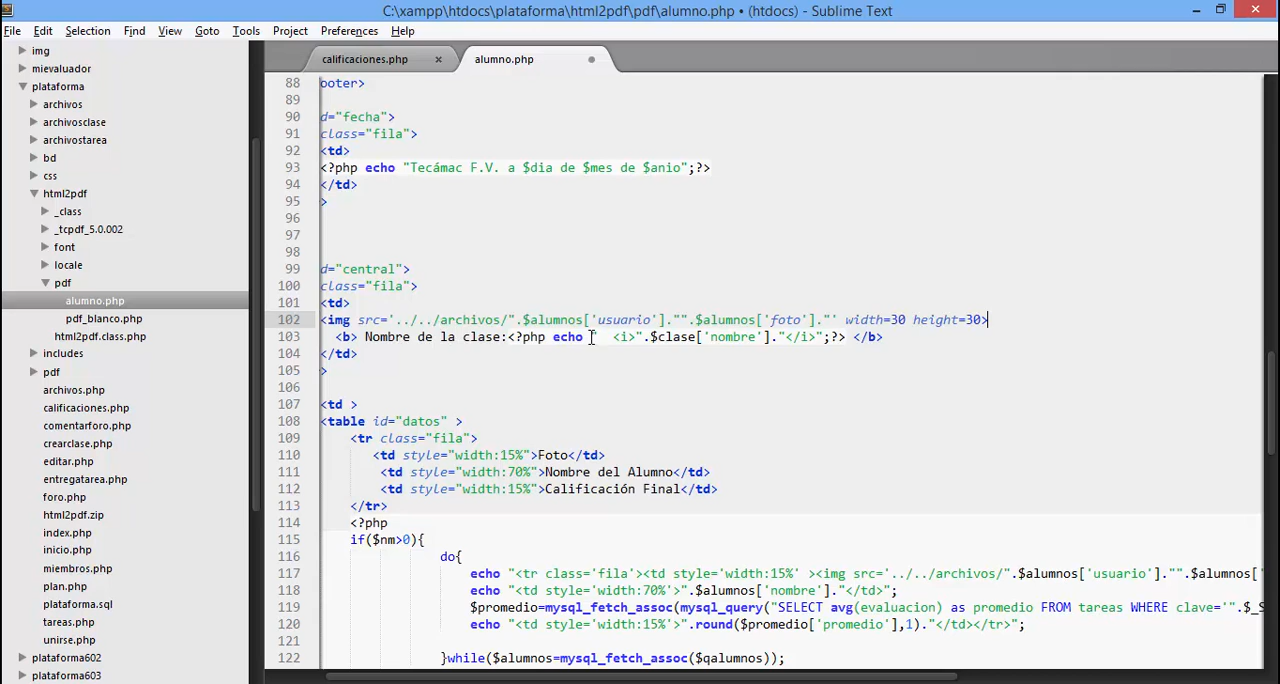 C:\xampp\htdocs\plataforma\html2pdf\pdf\alumno.php • (htdocs) - Sublime Text
File Edit Selection Find View Goto Tools Project Preferences Help
img
mievaluador
plataforma
archivos
archivosclase
archivostarea
bd
css
html2pdf
_class
_tcpdf_5.0.002
font
locale
pdf
alumno.php
pdf_blanco.php
html2pdf.class.php
includes
pdf
archivos.php
calificaciones.php
comentarforo.php
crearclase.php
editar.php
entregatarea.php
foro.php
html2pdf.zip
index.php
inicio.php
miembros.php
plan.php
plataforma.sql
tareas.php
unirse.php
plataforma602
plataforma603
calificaciones.php × alumno.php
88 ooter>
89
90 d="fecha">
91 class="fila">
92 <td>
93 <?php echo "Tecámac F.V. a $dia de $mes de $anio";?>
94 </td>
95 >
96
97
98
99 d="central">
100 class="fila">
101 <td>
102 <img src='../../archivos/".$alumnos['usuario']."".$alumnos['foto']."' width=30 height=30>
103 <b> Nombre de la clase:<?php echo "  <i>".$clase['nombre']."</i>";?> </b>
104 </td>
105 >
106
107 <td >
108 <table id="datos" >
109 <tr class="fila">
110 <td style="width:15%">Foto</td>
111 <td style="width:70%">Nombre del Alumno</td>
112 <td style="width:15%">Calificación Final</td>
113 </tr>
114 <?php
115 if($nm>0){
116 do{
117 echo "<tr class='fila'><td style='width:15%' ><img src='../../archivos/".$alumnos['usuario']."".$alumnos['
118 echo "<td style='width:70%'>".$alumnos['nombre']."</td>";
119 $promedio=mysql_fetch_assoc(mysql_query("SELECT avg(evaluacion) as promedio FROM tareas WHERE clave='".$_S
120 echo "<td style='width:15%'>".round($promedio['promedio'],1)."</td></tr>";
121
122 }while($alumnos=mysql_fetch_assoc($qalumnos));